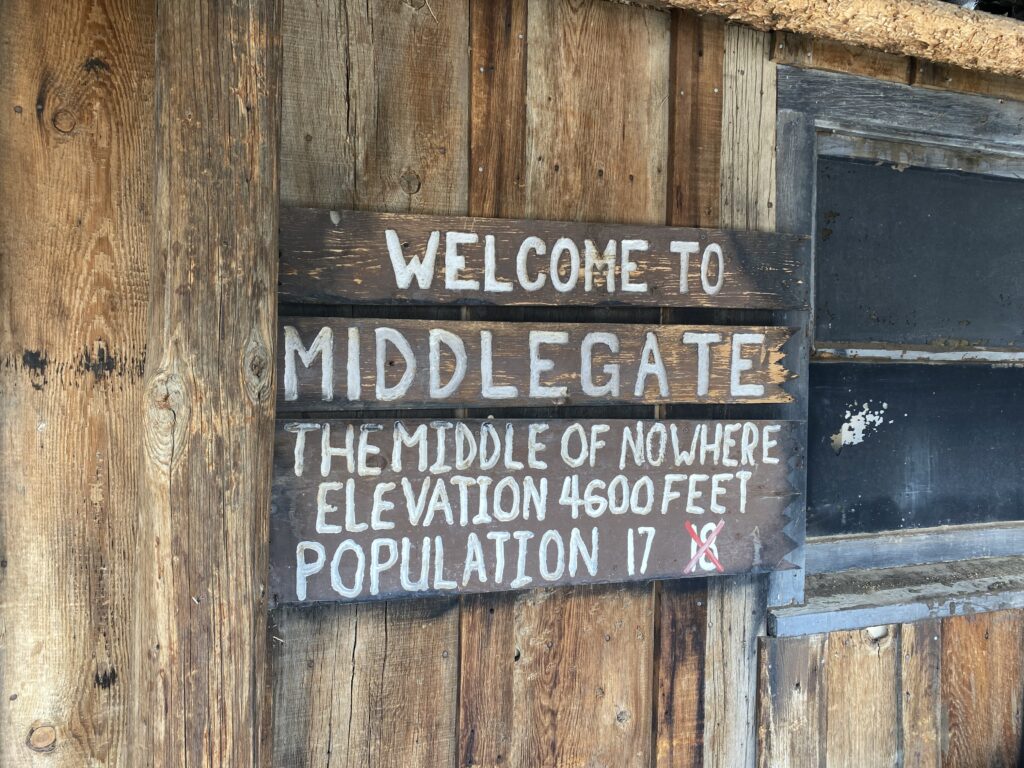 WELCOME TO
MIDDLEGATE
THE MIDDLE OF NOWHERE
ELEVATION 4600 FEET
POPULATION 17 18